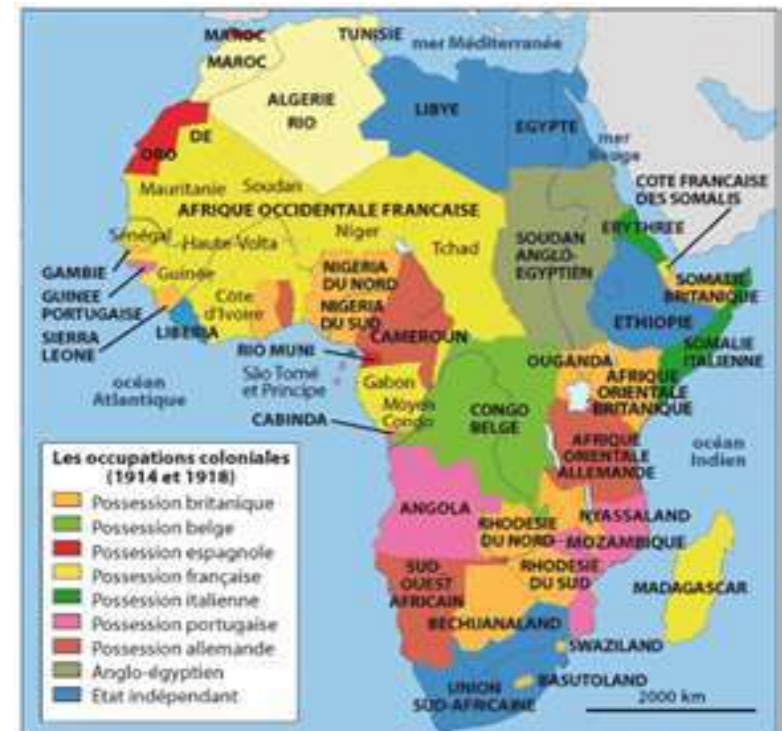 MAROC
MAROC
TUNISIE
mer Méditerranée
ALGERIE
RIO
DE
ORO
LIBYE
EGYPTE
mer
Rouge
COTE FRANCAISE
DES SOMALIS
Mauritanie
Soudan
AFRIQUE OCCIDENTALE FRANCAISE
Niger
Tchad
SOUDAN
ANGLO-
EGYPTIEN
ERYTHREE
Sénégal
Haute-Volta
GAMBIE
Guinée
GUINEE
PORTUGAISE
Côte
d'Ivoire
SIERRA
LEONE
LIBERIA
NIGERIA
DU NORD
NIGERIA
DU SUD
CAMEROUN
SOMALIE
BRITANIQUE
ETHIOPIE
SOMALIE
ITALIENNE
RIO MUNI
São Tomé
et Principe
Gabon
Moyen
Congo
CABINDA
OUGANDA
AFRIQUE
ORIENTALE
BRITANIQUE
CONGO
BELGE
AFRIQUE
ORIENTALE
ALLEMANDE
océan
Atlantique
océan
Indien
ANGOLA
RHODESIE
DU NORD
NYASSALAND
MOZAMBIQUE
SUD
OUEST
AFRICAIN
RHODESIE
DU SUD
MADAGASCAR
BECHUANALAND
SWAZILAND
BASUTOLAND
UNION
SUD-AFRICAINE
2000 km
Les occupations coloniales
(1914 et 1918)
Possession britanique
Possession belge
Possession espagnole
Possession française
Possession italienne
Possession portugaise
Possession allemande
Anglo-égyptien
Etat indépendant